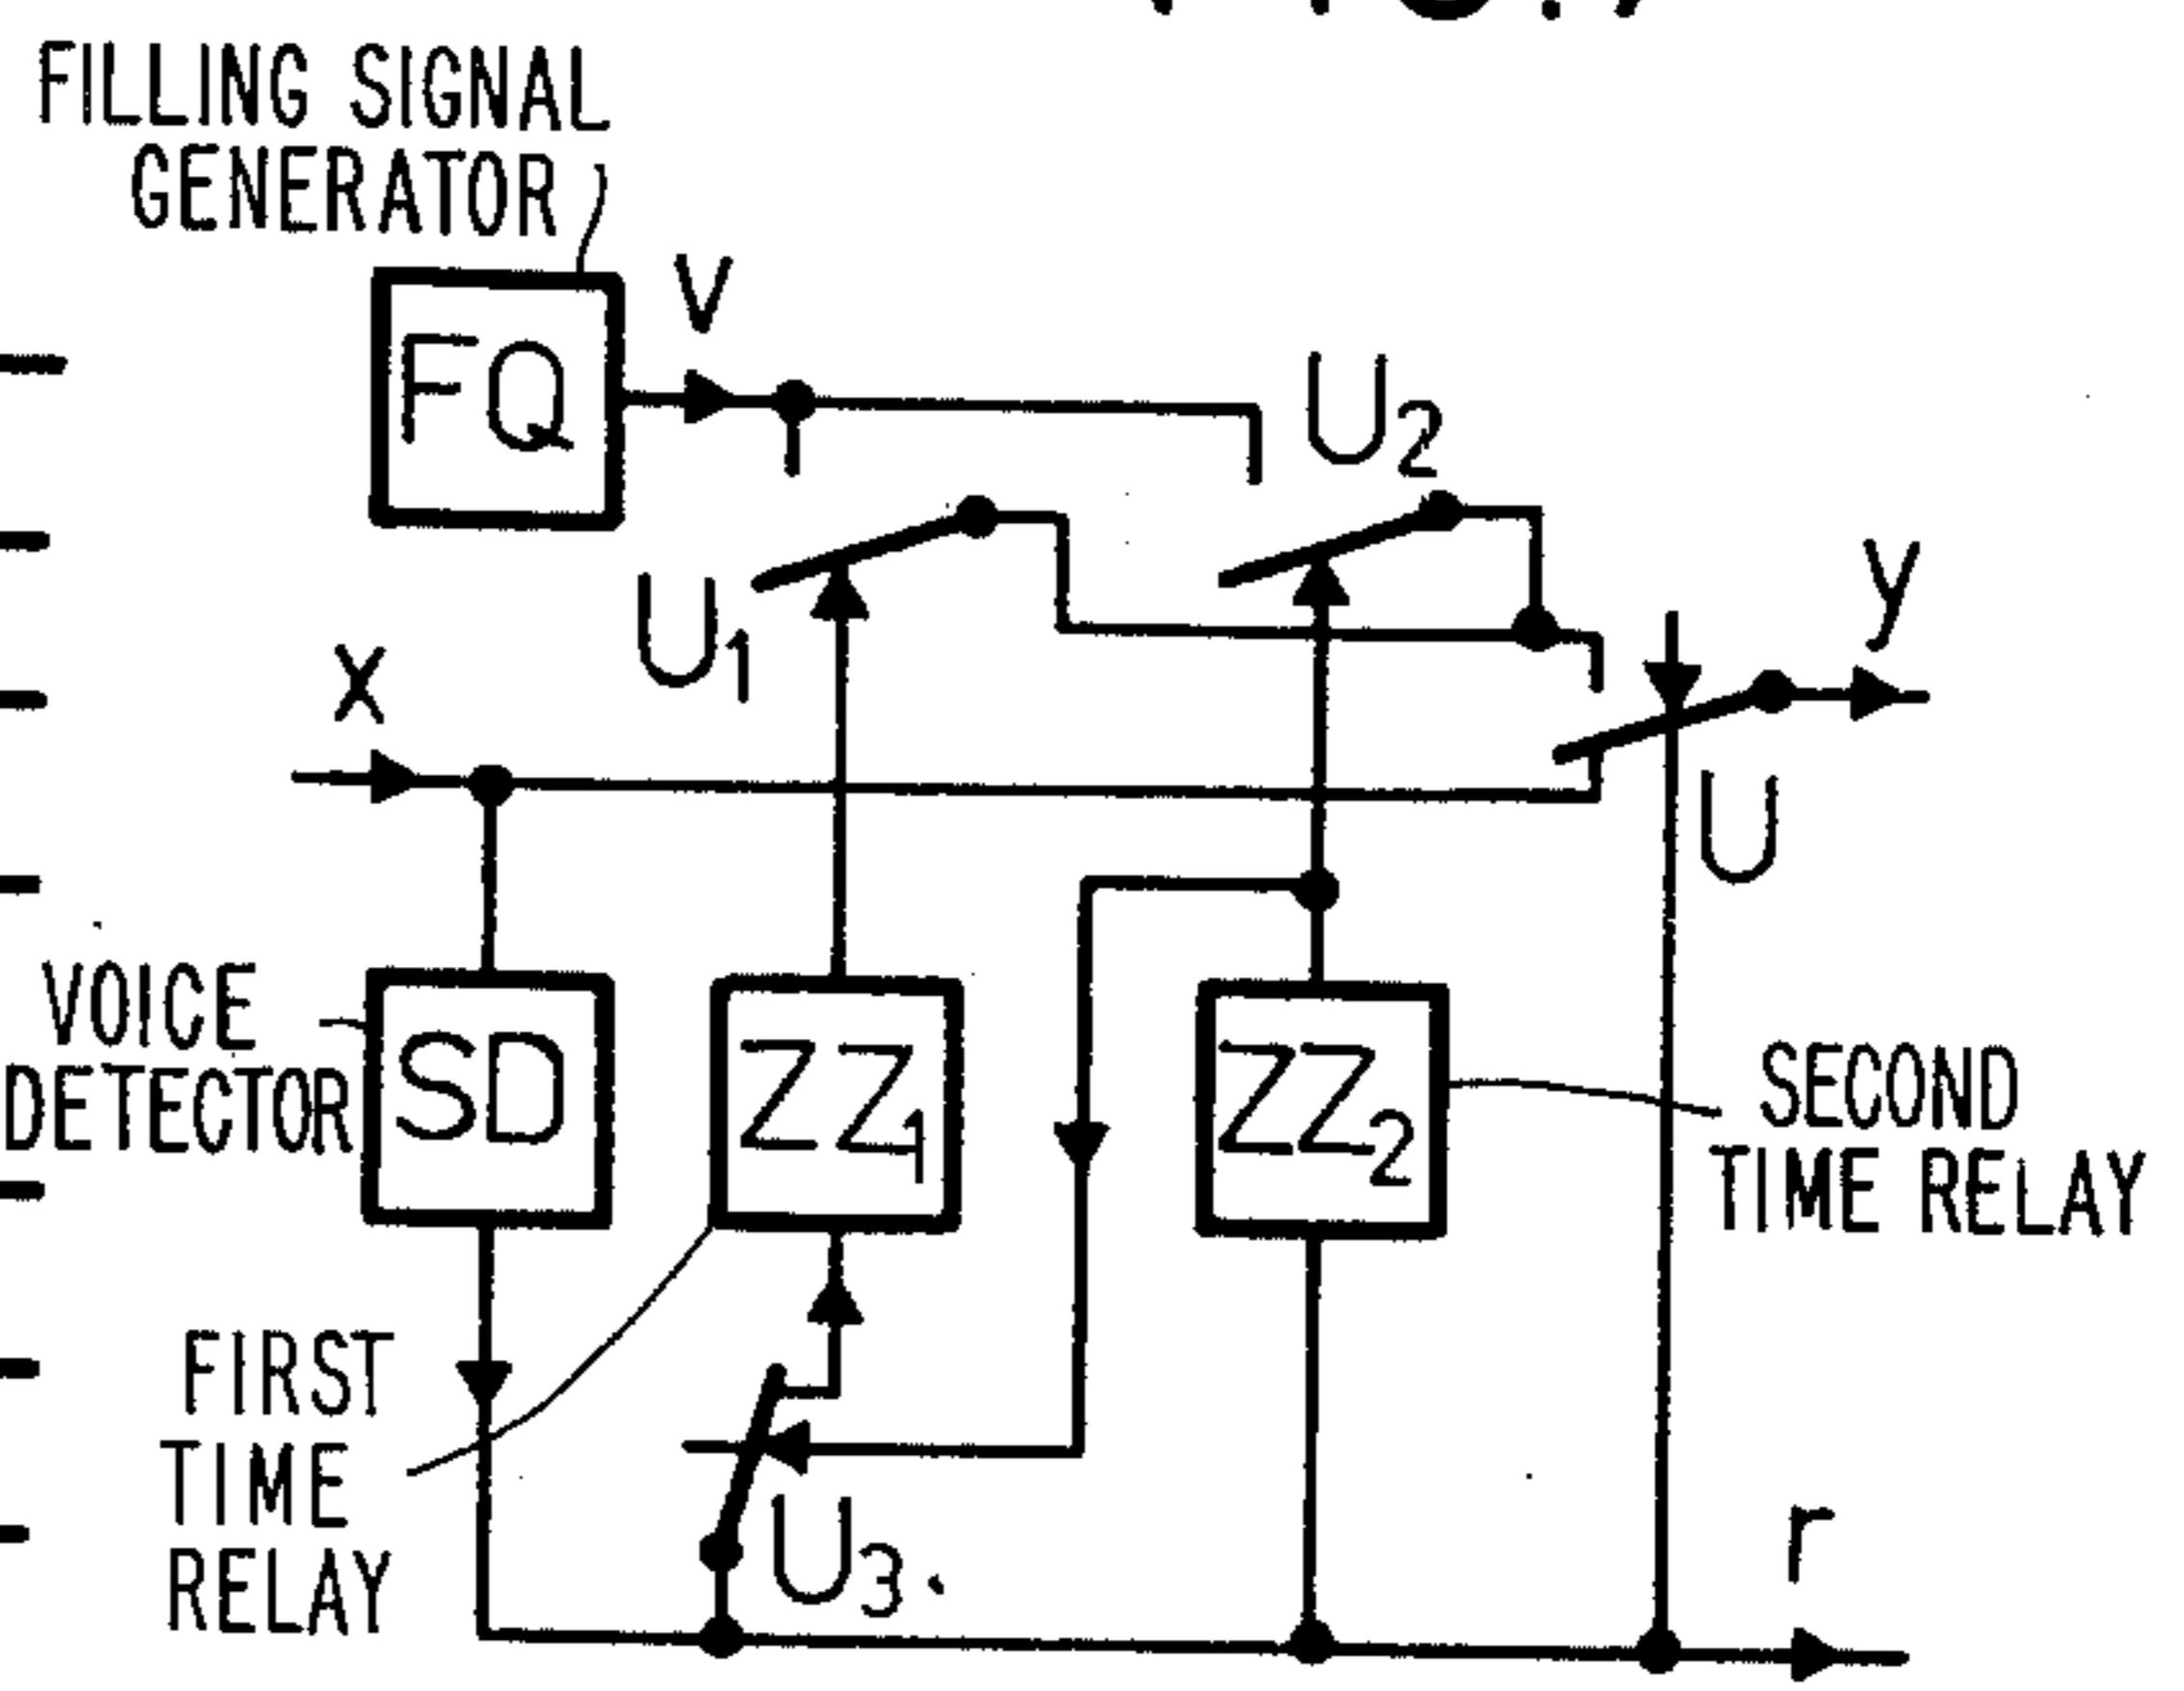 FILLING SIGNAL
GENERATOR
FQ
v
U2
U1
y
x
U
VOICE
DETECTOR
SD
ZZ1
ZZ2
SECOND
TIME RELAY
FIRST
TIME
RELAY
U3
r